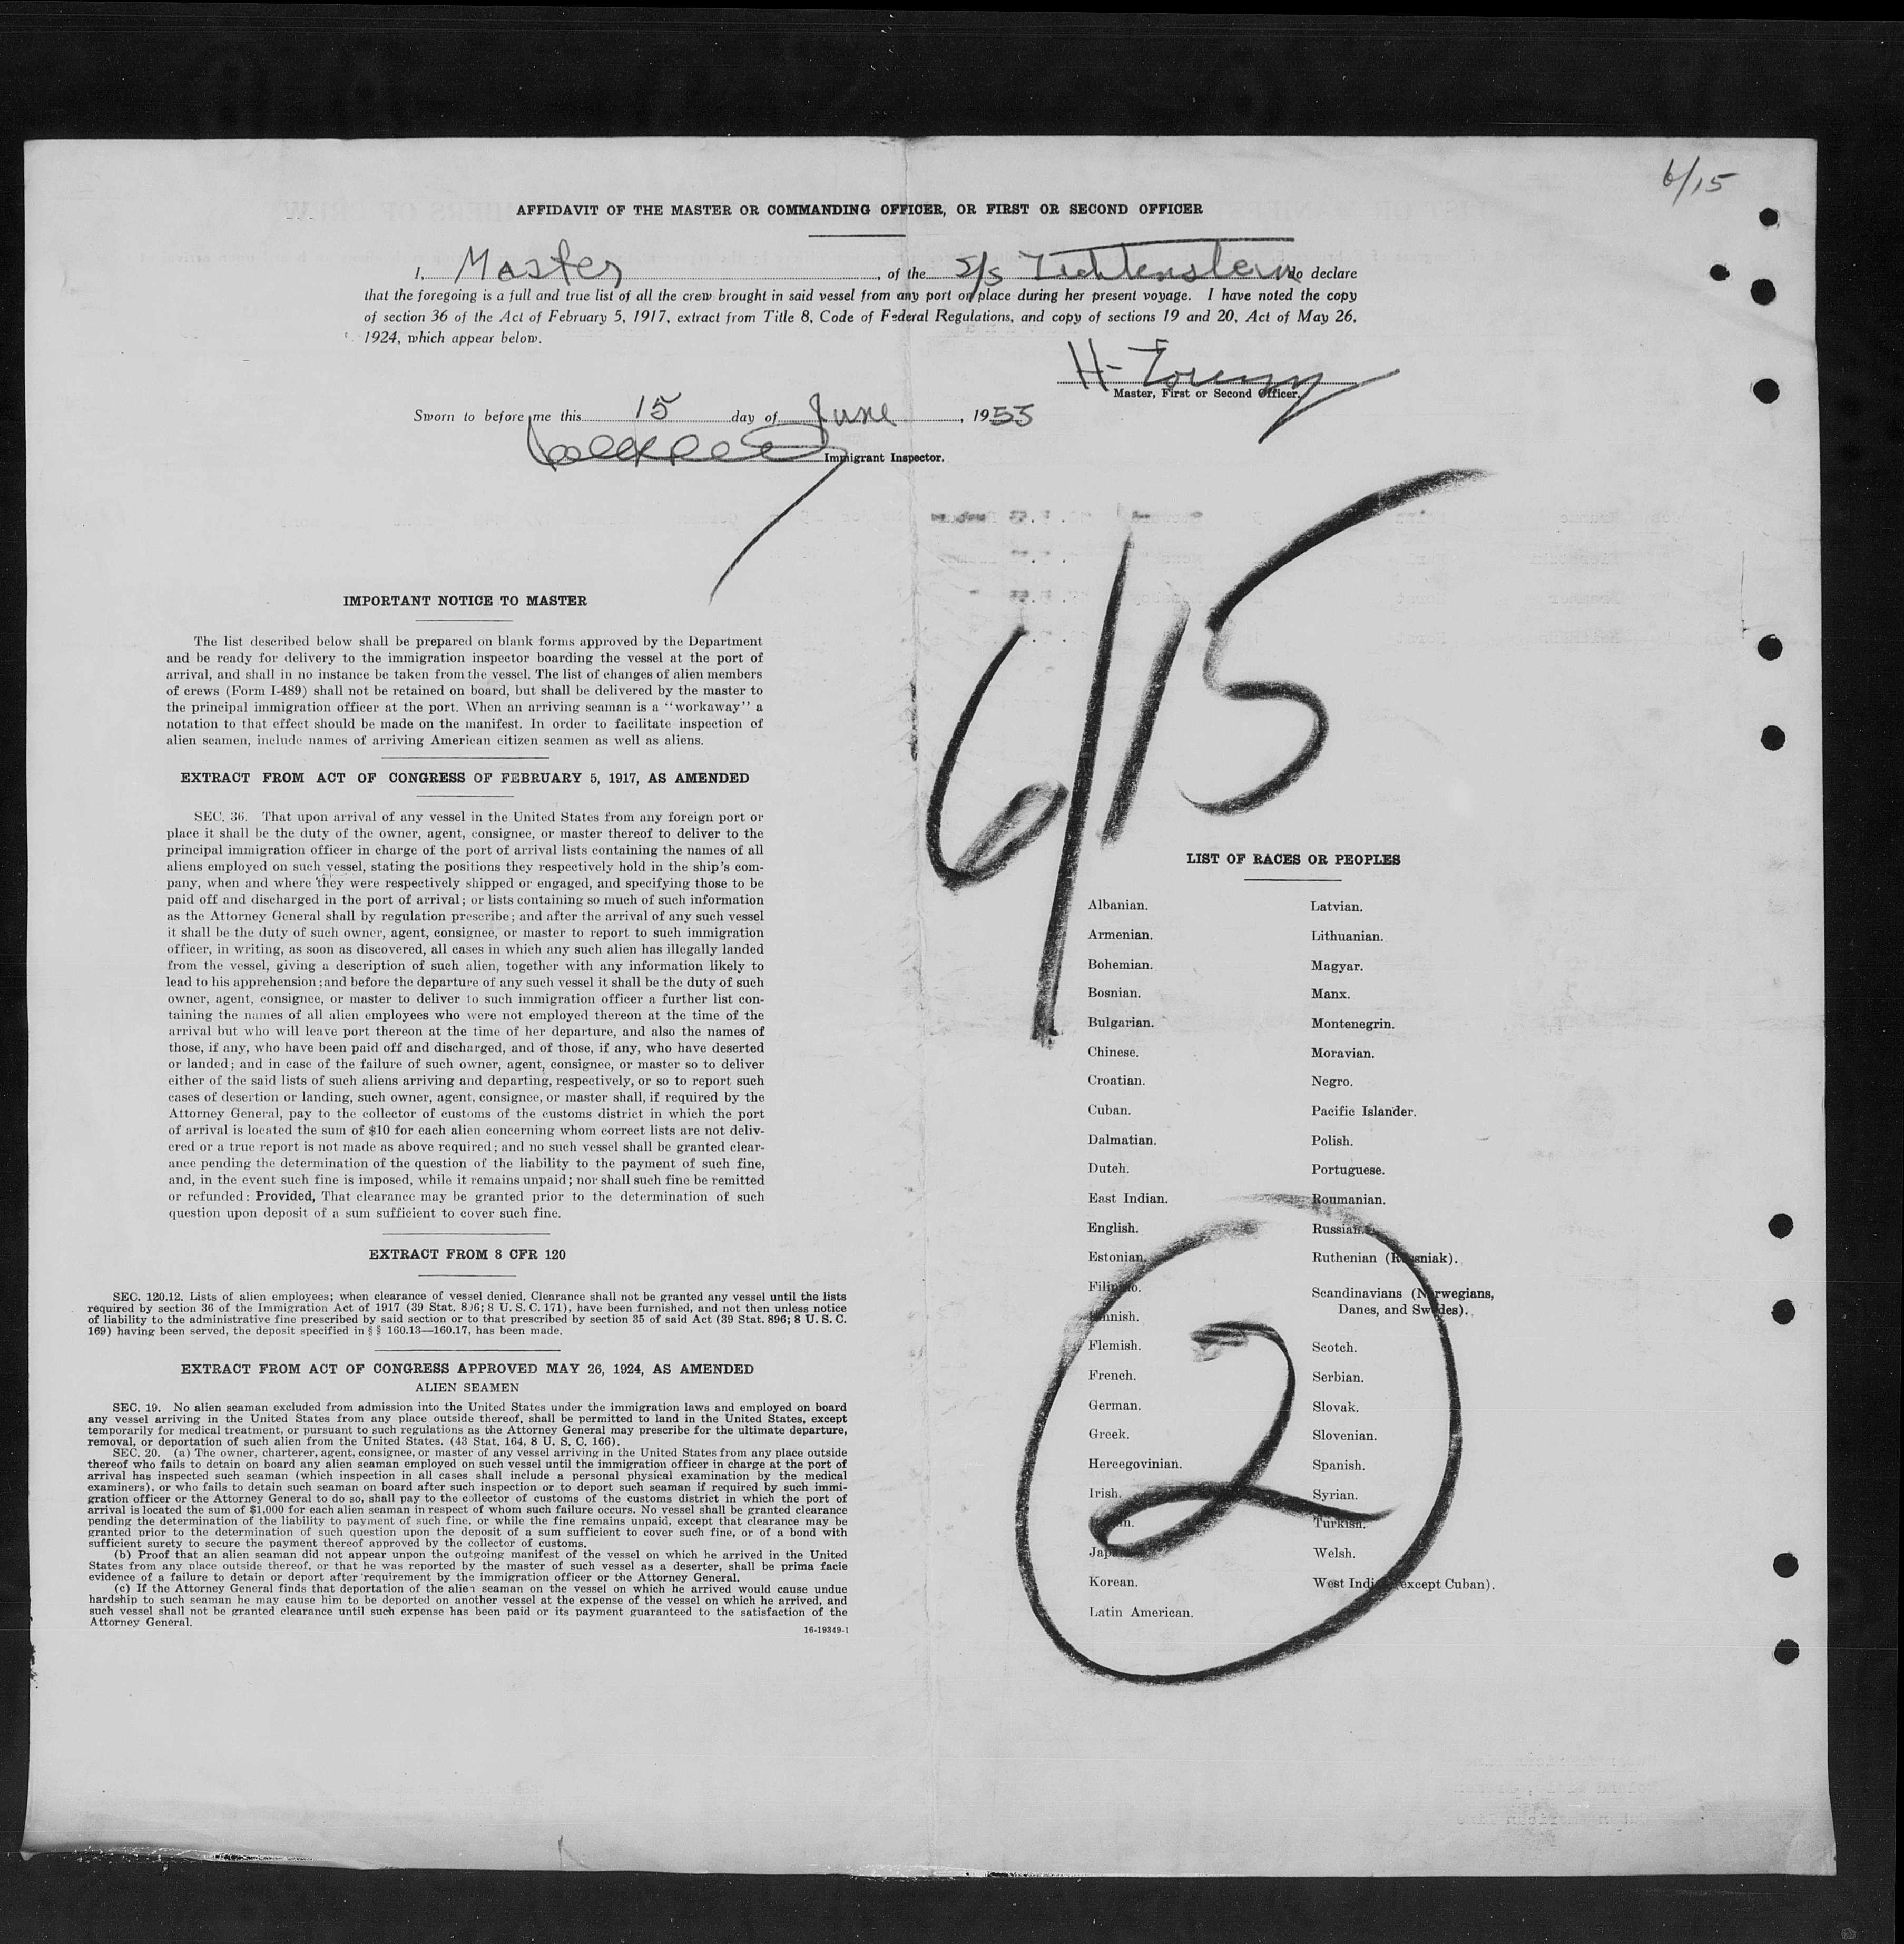 6/15
AFFIDAVIT OF THE MASTER OR COMMANDING OFFICER, OR FIRST OR SECOND OFFICER
I, Master, of the S/S Lichtenstein do declare
that the foregoing is a full and true list of all the crew brought in said vessel from any port or place during her present voyage. I have noted the copy
of section 36 of the Act of February 5, 1917, extract from Title 8, Code of Federal Regulations, and copy of sections 19 and 20, Act of May 26,
1924, which appear below.
H.
Master, First or Second Officer.
Sworn to before me this 15 day of June, 1953
Immigrant Inspector.
6/15
IMPORTANT NOTICE TO MASTER
The list described below shall be prepared on blank forms approved by the Department
and be ready for delivery to the immigration inspector boarding the vessel at the port of
arrival, and shall in no instance be taken from the vessel. The list of changes of alien members
of crews (Form I-489) shall not be retained on board, but shall be delivered by the master to
the principal immigration officer at the port. When an arriving seaman is a "workaway" a
notation to that effect should be made on the manifest. In order to facilitate inspection of
alien seamen, include names of arriving American citizen seamen as well as aliens.
EXTRACT FROM ACT OF CONGRESS OF FEBRUARY 5, 1917, AS AMENDED
SEC. 36. That upon arrival of any vessel in the United States from any foreign port or
place it shall be the duty of the owner, agent, consignee, or master thereof to deliver to the
principal immigration officer in charge of the port of arrival lists containing the names of all
aliens employed on such vessel, stating the positions they respectively hold in the ship's com-
pany, when and where they were respectively shipped or engaged, and specifying those to be
paid off and discharged in the port of arrival; or lists containing so much of such information
as the Attorney General shall by regulation prescribe; and after the arrival of any such vessel
it shall be the duty of such owner, agent, consignee, or master to report to such immigration
officer, in writing, as soon as discovered, all cases in which any such alien has illegally landed
from the vessel, giving a description of such alien, together with any information likely to
lead to his apprehension; and before the departure of any such vessel it shall be the duty of such
owner, agent, consignee, or master to deliver to such immigration officer a further list con-
taining the names of all alien employees who were not employed thereon at the time of the
arrival but who will leave port thereon at the time of her departure, and also the names of
those, if any, who have been paid off and discharged, and of those, if any, who have deserted
or landed; and in case of the failure of such owner, agent, consignee, or master so to deliver
either of the said lists of such aliens arriving and departing, respectively, or so to report such
cases of desertion or landing, such owner, agent, consignee, or master shall, if required by the
Attorney General, pay to the collector of customs of the customs district in which the port
of arrival is located the sum of $10 for each alien concerning whom correct lists are not deliv-
ered or a true report is not made as above required; and no such vessel shall be granted clear-
ance pending the determination of the question of the liability to the payment of such fine,
and, in the event such fine is imposed, while it remains unpaid; nor shall such fine be remitted
or refunded: Provided, That clearance may be granted prior to the determination of such
question upon deposit of a sum sufficient to cover such fine.
EXTRACT FROM 8 CFR 120
SEC. 120.12. Lists of alien employees; when clearance of vessel denied. Clearance shall not be granted any vessel until the lists
required by section 36 of the Immigration Act of 1917 (39 Stat. 896; 8 U. S. C. 171), have been furnished, and not then unless notice
of liability to the administrative fine prescribed by said section or to that prescribed by section 35 of said Act (39 Stat. 896; 8 U. S. C.
169) having been served, the deposit specified in §§ 160.13—160.17, has been made.
EXTRACT FROM ACT OF CONGRESS APPROVED MAY 26, 1924, AS AMENDED
ALIEN SEAMEN
SEC. 19. No alien seaman excluded from admission into the United States under the immigration laws and employed on board
any vessel arriving in the United States from any place outside thereof, shall be permitted to land in the United States, except
temporarily for medical treatment, or pursuant to such regulations as the Attorney General may prescribe for the ultimate departure,
removal, or deportation of such alien from the United States. (43 Stat. 164, 8 U. S. C. 166).
SEC. 20. (a) The owner, charterer, agent, consignee, or master of any vessel arriving in the United States from any place outside
thereof who fails to detain on board any alien seaman employed on such vessel until the immigration officer in charge at the port of
arrival has inspected such seaman (which inspection in all cases shall include a personal physical examination by the medical
examiners), or who fails to detain such seaman on board after such inspection or to deport such seaman if required by such immi-
gration officer or the Attorney General to do so, shall pay to the collector of customs of the customs district in which the port of
arrival is located the sum of $1,000 for each alien seaman in respect of whom such failure occurs. No vessel shall be granted clearance
pending the determination of the liability to payment of such fine, or while the fine remains unpaid, except that clearance may be
granted prior to the determination of such question upon the deposit of a sum sufficient to cover such fine, or of a bond with
sufficient surety to secure the payment thereof approved by the collector of customs.
(b) Proof that an alien seaman did not appear unpon the outgoing manifest of the vessel on which he arrived in the United
States from any place outside thereof, or that he was reported by the master of such vessel as a deserter, shall be prima facie
evidence of a failure to detain or deport after requirement by the immigration officer or the Attorney General.
(c) If the Attorney General finds that deportation of the alien seaman on the vessel on which he arrived would cause undue
hardship to such seaman he may cause him to be deported on another vessel at the expense of the vessel on which he arrived, and
such vessel shall not be granted clearance until such expense has been paid or its payment guaranteed to the satisfaction of the
Attorney General.
16-19349-1
LIST OF RACES OR PEOPLES
Albanian.
Armenian.
Bohemian.
Bosnian.
Bulgarian.
Chinese.
Croatian.
Cuban.
Dalmatian.
Dutch.
East Indian.
English.
Estonian.
Filipino.
Finnish.
Flemish.
French.
German.
Greek.
Hercegovinian.
Irish.
Korean.
Latin American.
Latvian.
Lithuanian.
Magyar.
Manx.
Montenegrin.
Moravian.
Negro.
Pacific Islander.
Polish.
Portuguese.
Roumanian.
Russian.
Ruthenian (Russniak).
Scandinavians (Norwegians,
Danes, and Swedes).
Scotch.
Serbian.
Slovak.
Slovenian.
Spanish.
Syrian.
Turkish.
Welsh.
West Indian (except Cuban).
2